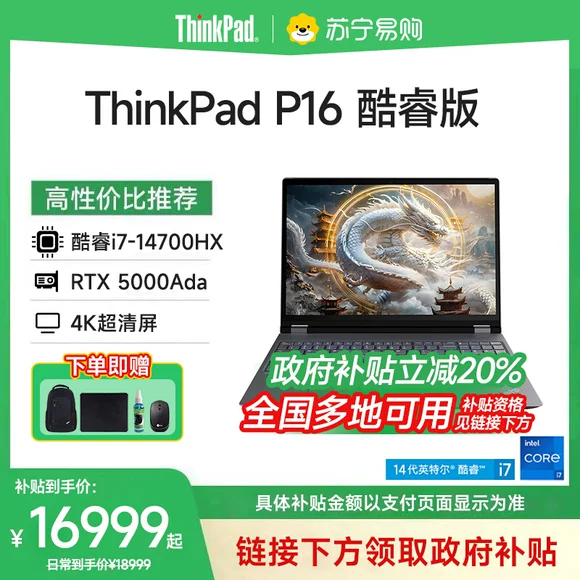 ThinkPad
苏宁易购
ThinkPad P16 酷睿版
高性价比推荐
酷睿i7-14700HX
RTX 5000Ada
4K超清屏
下单即赠
政府补贴立减20%
全国多地可用
补贴资格
见链接下方
14代英特尔® 酷睿™ i7
intel
CORE
i7
补贴到手价:
¥16999起
日常到手价¥18999
具体补贴金额以支付页面显示为准
链接下方领取政府补贴